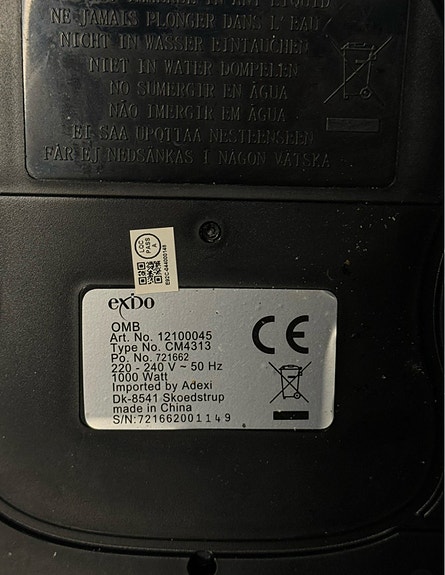 NE JAMAIS PLONGER DANS L'EAU
NICHT IN WASSER EINTAUCHEN
NIET IN WATER DOMPELEN
NO SUMERGIR EN AGUA
NÃO IMERGIR EM ÁGUA
EI SAA UPOTTAA NESTEENSEEN
FÅR EJ NEDSÄNKAS I NÅGON VÄTSKA
LOC
PASS
A
exido
OMB
Art. No. 12100045
Type No. CM4313
Po. No. 721662
220 - 240 V ~ 50 Hz
1000 Watt
Imported by Adexi
Dk-8541 Skoedstrup
made in China
S/N:721662001149
CE